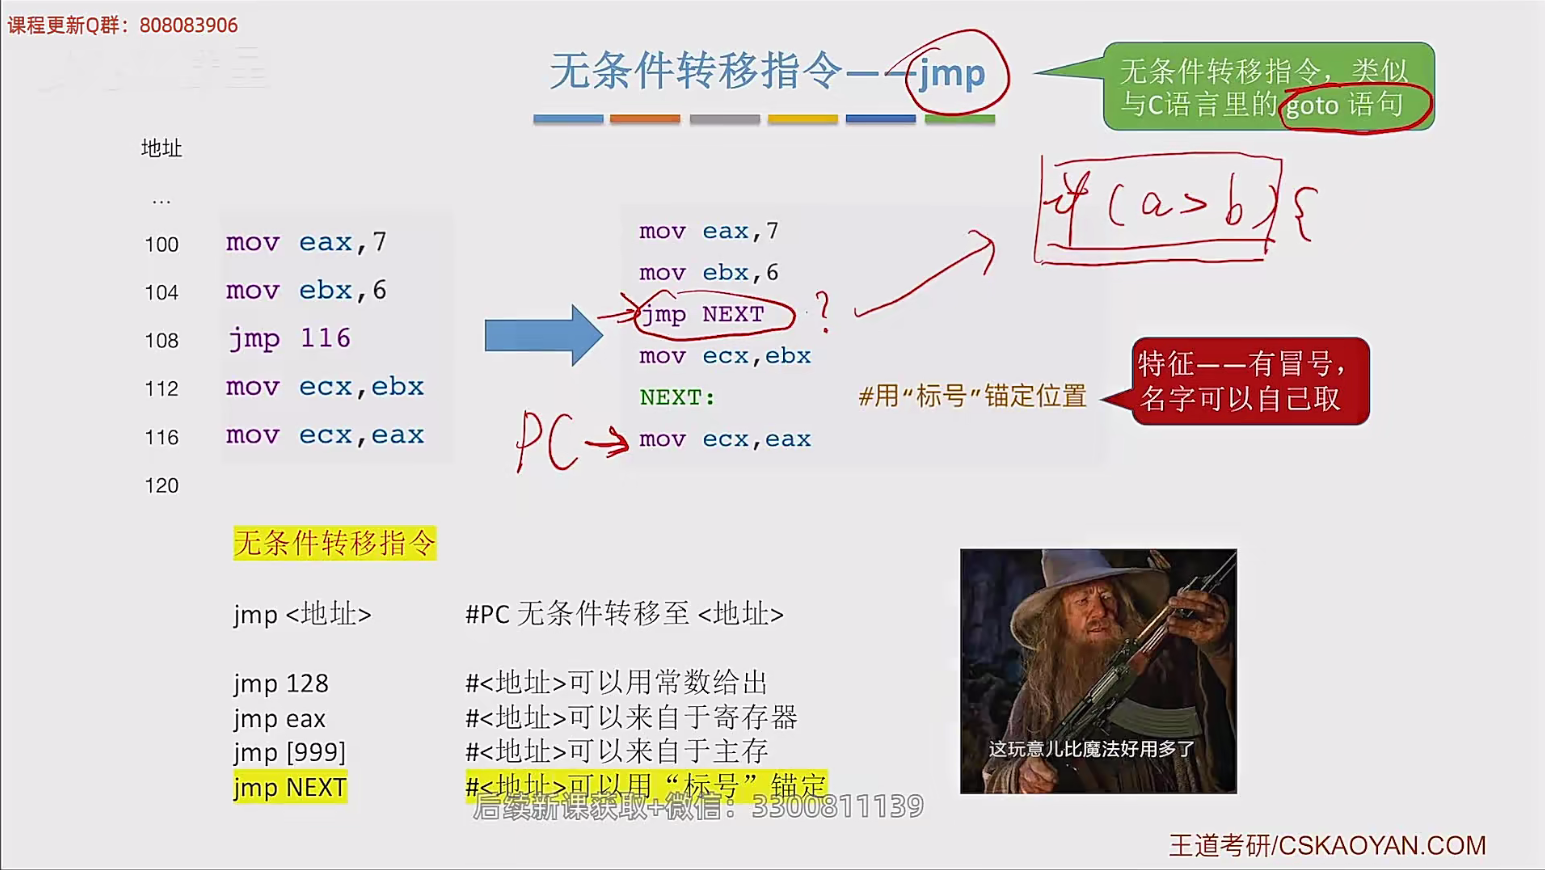 课程更新Q群：808083906
无条件转移指令——jmp
无条件转移指令，类似
与C语言里的 goto 语句
地址
...
if (a>b) {
100 mov eax,7
104 mov ebx,6
108 jmp 116
112 mov ecx,ebx
116 mov ecx,eax
120
mov eax,7
mov ebx,6
jmp NEXT ?
mov ecx,ebx
NEXT: #用“标号”锚定位置
PC → mov ecx,eax
特征——有冒号，
名字可以自己取
无条件转移指令
jmp <地址> #PC 无条件转移至 <地址>
jmp 128 #<地址>可以用常数给出
jmp eax #<地址>可以来自于寄存器
jmp [999] #<地址>可以来自于主存
jmp NEXT #<地址>可以用“标号”锚定
这玩意儿比魔法好用多了
后续新课获取+微信：3300811139
王道考研/CSKAOYAN.COM